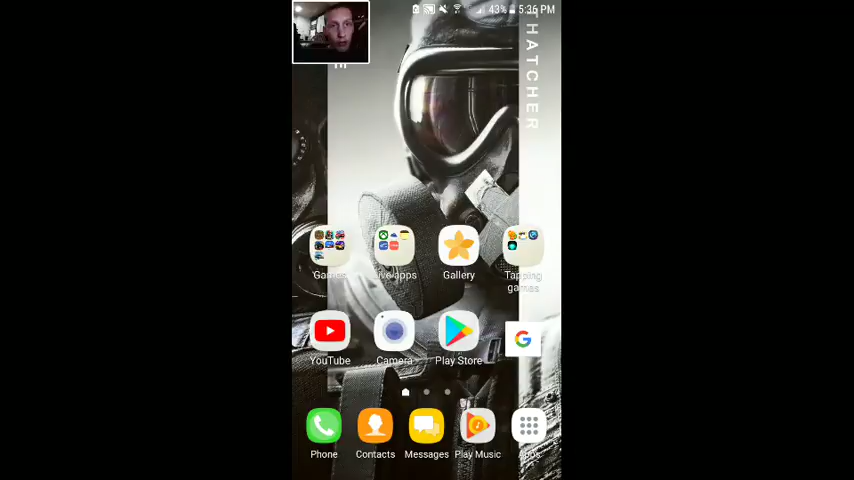 43% 5:36 PM
THATCHER
Games
Gallery
Tapping
games
YouTube
Camera
Play Store
G
Phone
Contacts
Messages
Play Music
Apps